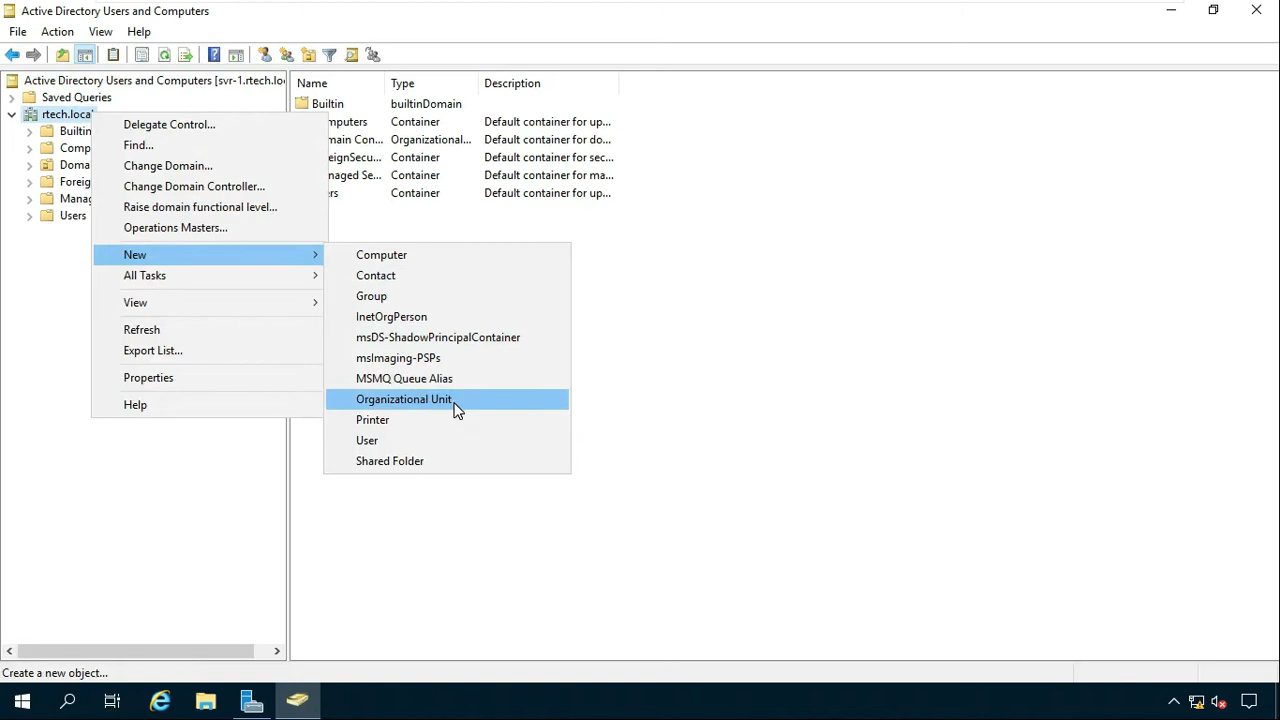 Active Directory Users and Computers
File Action View Help
Active Directory Users and Computers [svr-1.rtech.lo
Saved Queries
rtech.local
Builtin
Comp
Doma
Foreig
Manag
Users
Name Type Description
Builtin builtinDomain
mputers Container Default container for up...
main Con... Organizational... Default container for do...
eignSecu... Container Default container for sec...
naged Se... Container Default container for ma...
ers Container Default container for up...
Delegate Control...
Find...
Change Domain...
Change Domain Controller...
Raise domain functional level...
Operations Masters...
New
All Tasks
View
Refresh
Export List...
Properties
Help
Computer
Contact
Group
InetOrgPerson
msDS-ShadowPrincipalContainer
msImaging-PSPs
MSMQ Queue Alias
Organizational Unit
Printer
User
Shared Folder
Create a new object...